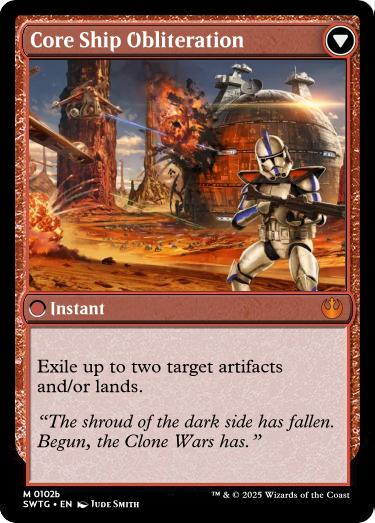 Core Ship Obliteration
Instant
Exile up to two target artifacts
and/or lands.
“The shroud of the dark side has fallen.
Begun, the Clone Wars has.”
M 0102b
SWTG • EN Jude Smith
™ & © 2025 Wizards of the Coast